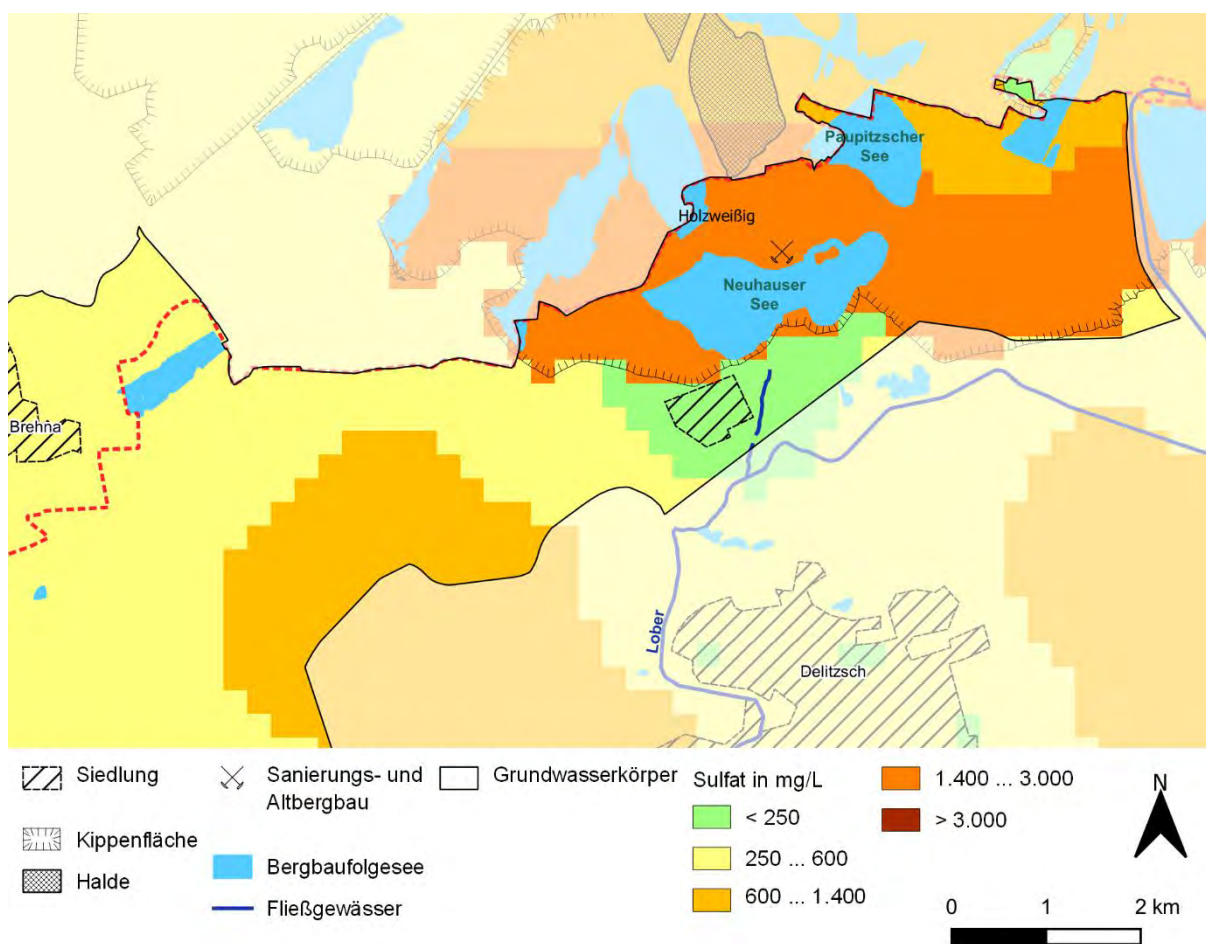 Paupitzscher
See
Holzweißig
Neuhauser
See
Brehna
Lober
Delitzsch
Siedlung
Sanierungs- und
Altbergbau
Grundwasserkörper
Kippenfläche
Halde
Bergbaufolgesee
Fließgewässer
Sulfat in mg/L
< 250
250 ... 600
600 ... 1.400
1.400 ... 3.000
> 3.000
N
0 1 2 km